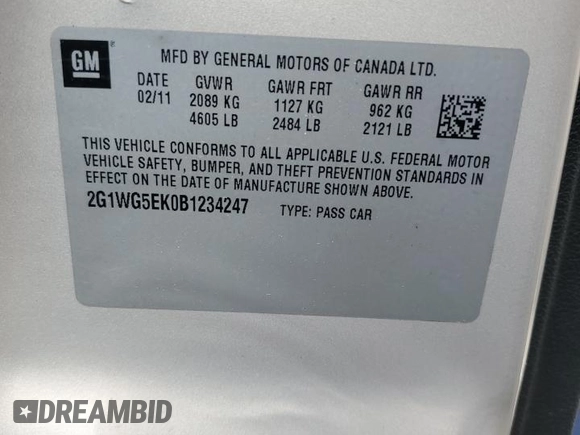 GM
MFD BY GENERAL MOTORS OF CANADA LTD.
DATE GVWR GAWR FRT GAWR RR
02/11 2089 KG 1127 KG 962 KG
4605 LB 2484 LB 2121 LB
THIS VEHICLE CONFORMS TO ALL APPLICABLE U.S. FEDERAL MOTOR
VEHICLE SAFETY, BUMPER, AND THEFT PREVENTION STANDARDS IN
EFFECT ON THE DATE OF MANUFACTURE SHOWN ABOVE.
2G1WG5EK0B1234247 TYPE: PASS CAR
DREAMBID